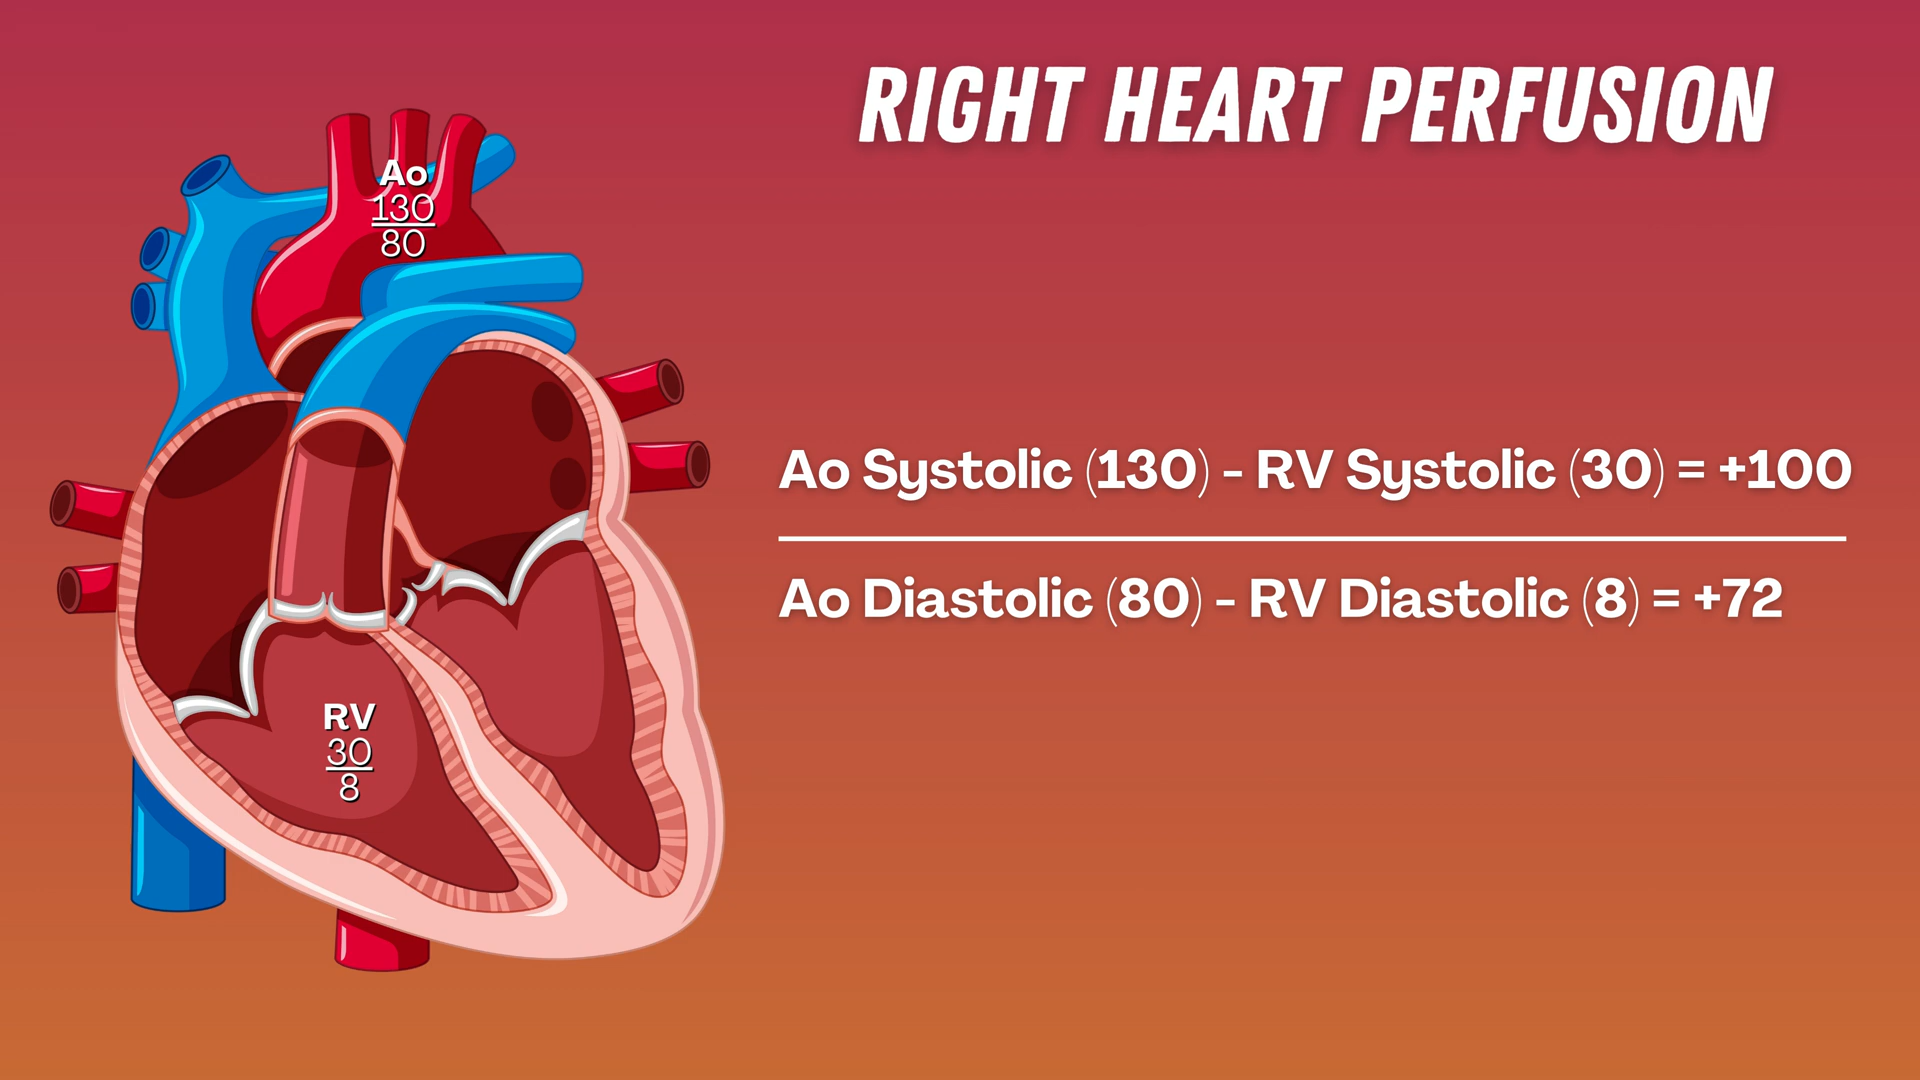 RIGHT HEART PERFUSION
Ao
130
80
Ao Systolic (130) - RV Systolic (30) = +100
Ao Diastolic (80) - RV Diastolic (8) = +72
RV
30
8